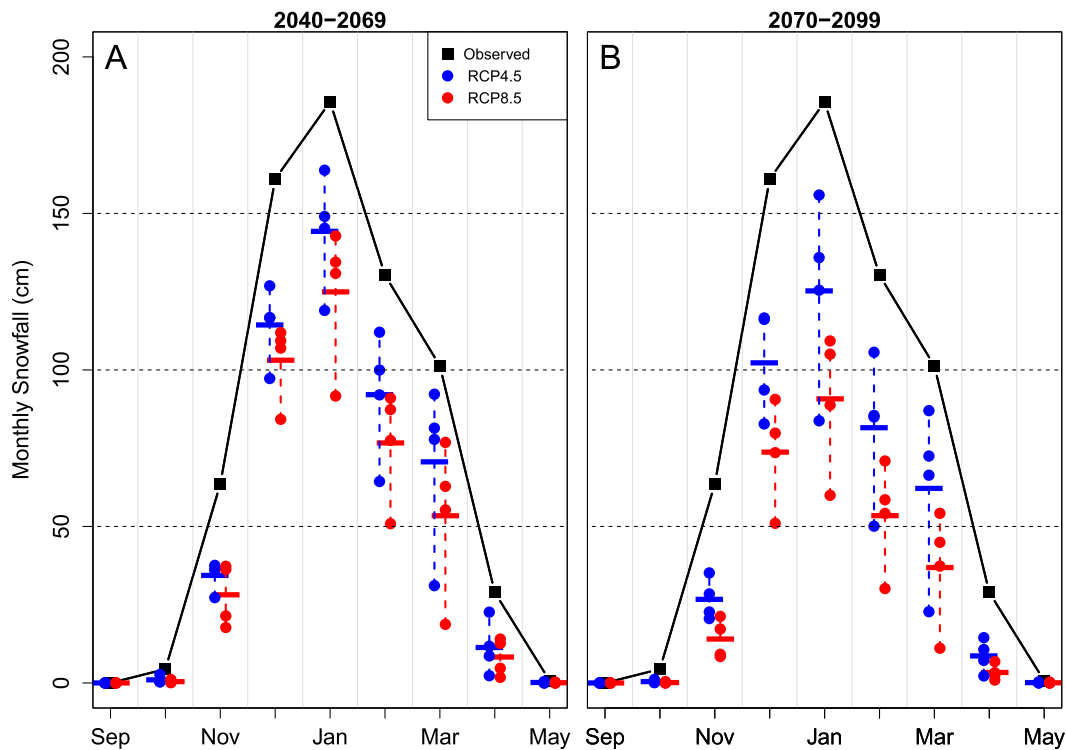 2040−2069
2070−2099
A
B
Observed
RCP4.5
RCP8.5
Monthly Snowfall (cm)
200
150
100
50
0
Sep Nov Jan Mar May
Sep Nov Jan Mar May